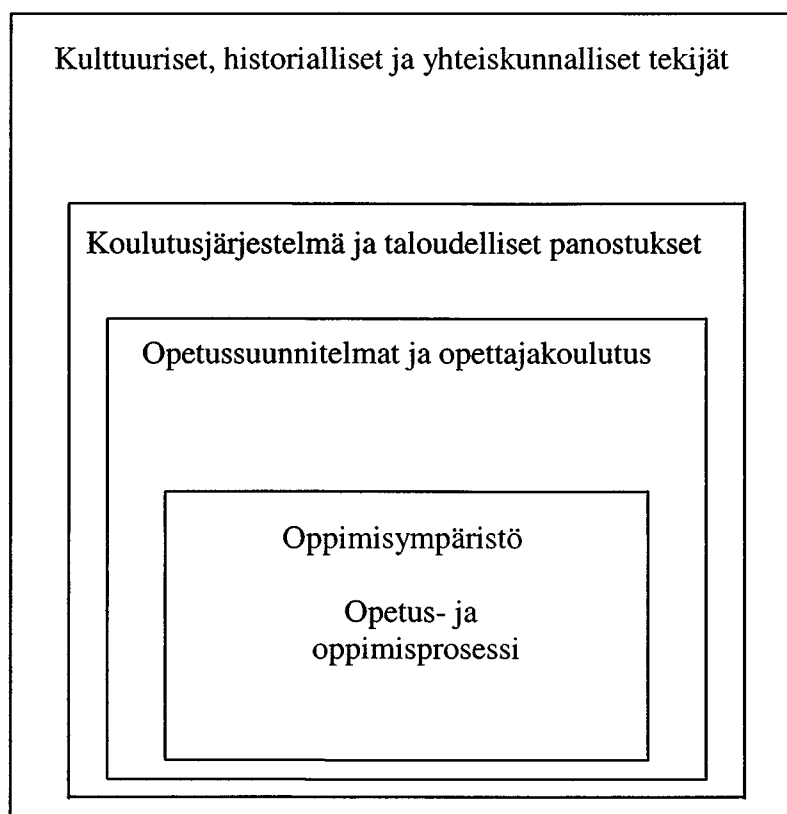 Kulttuuriset, historialliset ja yhteiskunnalliset tekijät
Koulutusjärjestelmä ja taloudelliset panostukset
Opetussuunnitelmat ja opettajakoulutus
Oppimisympäristö
Opetus- ja
oppimisprosessi